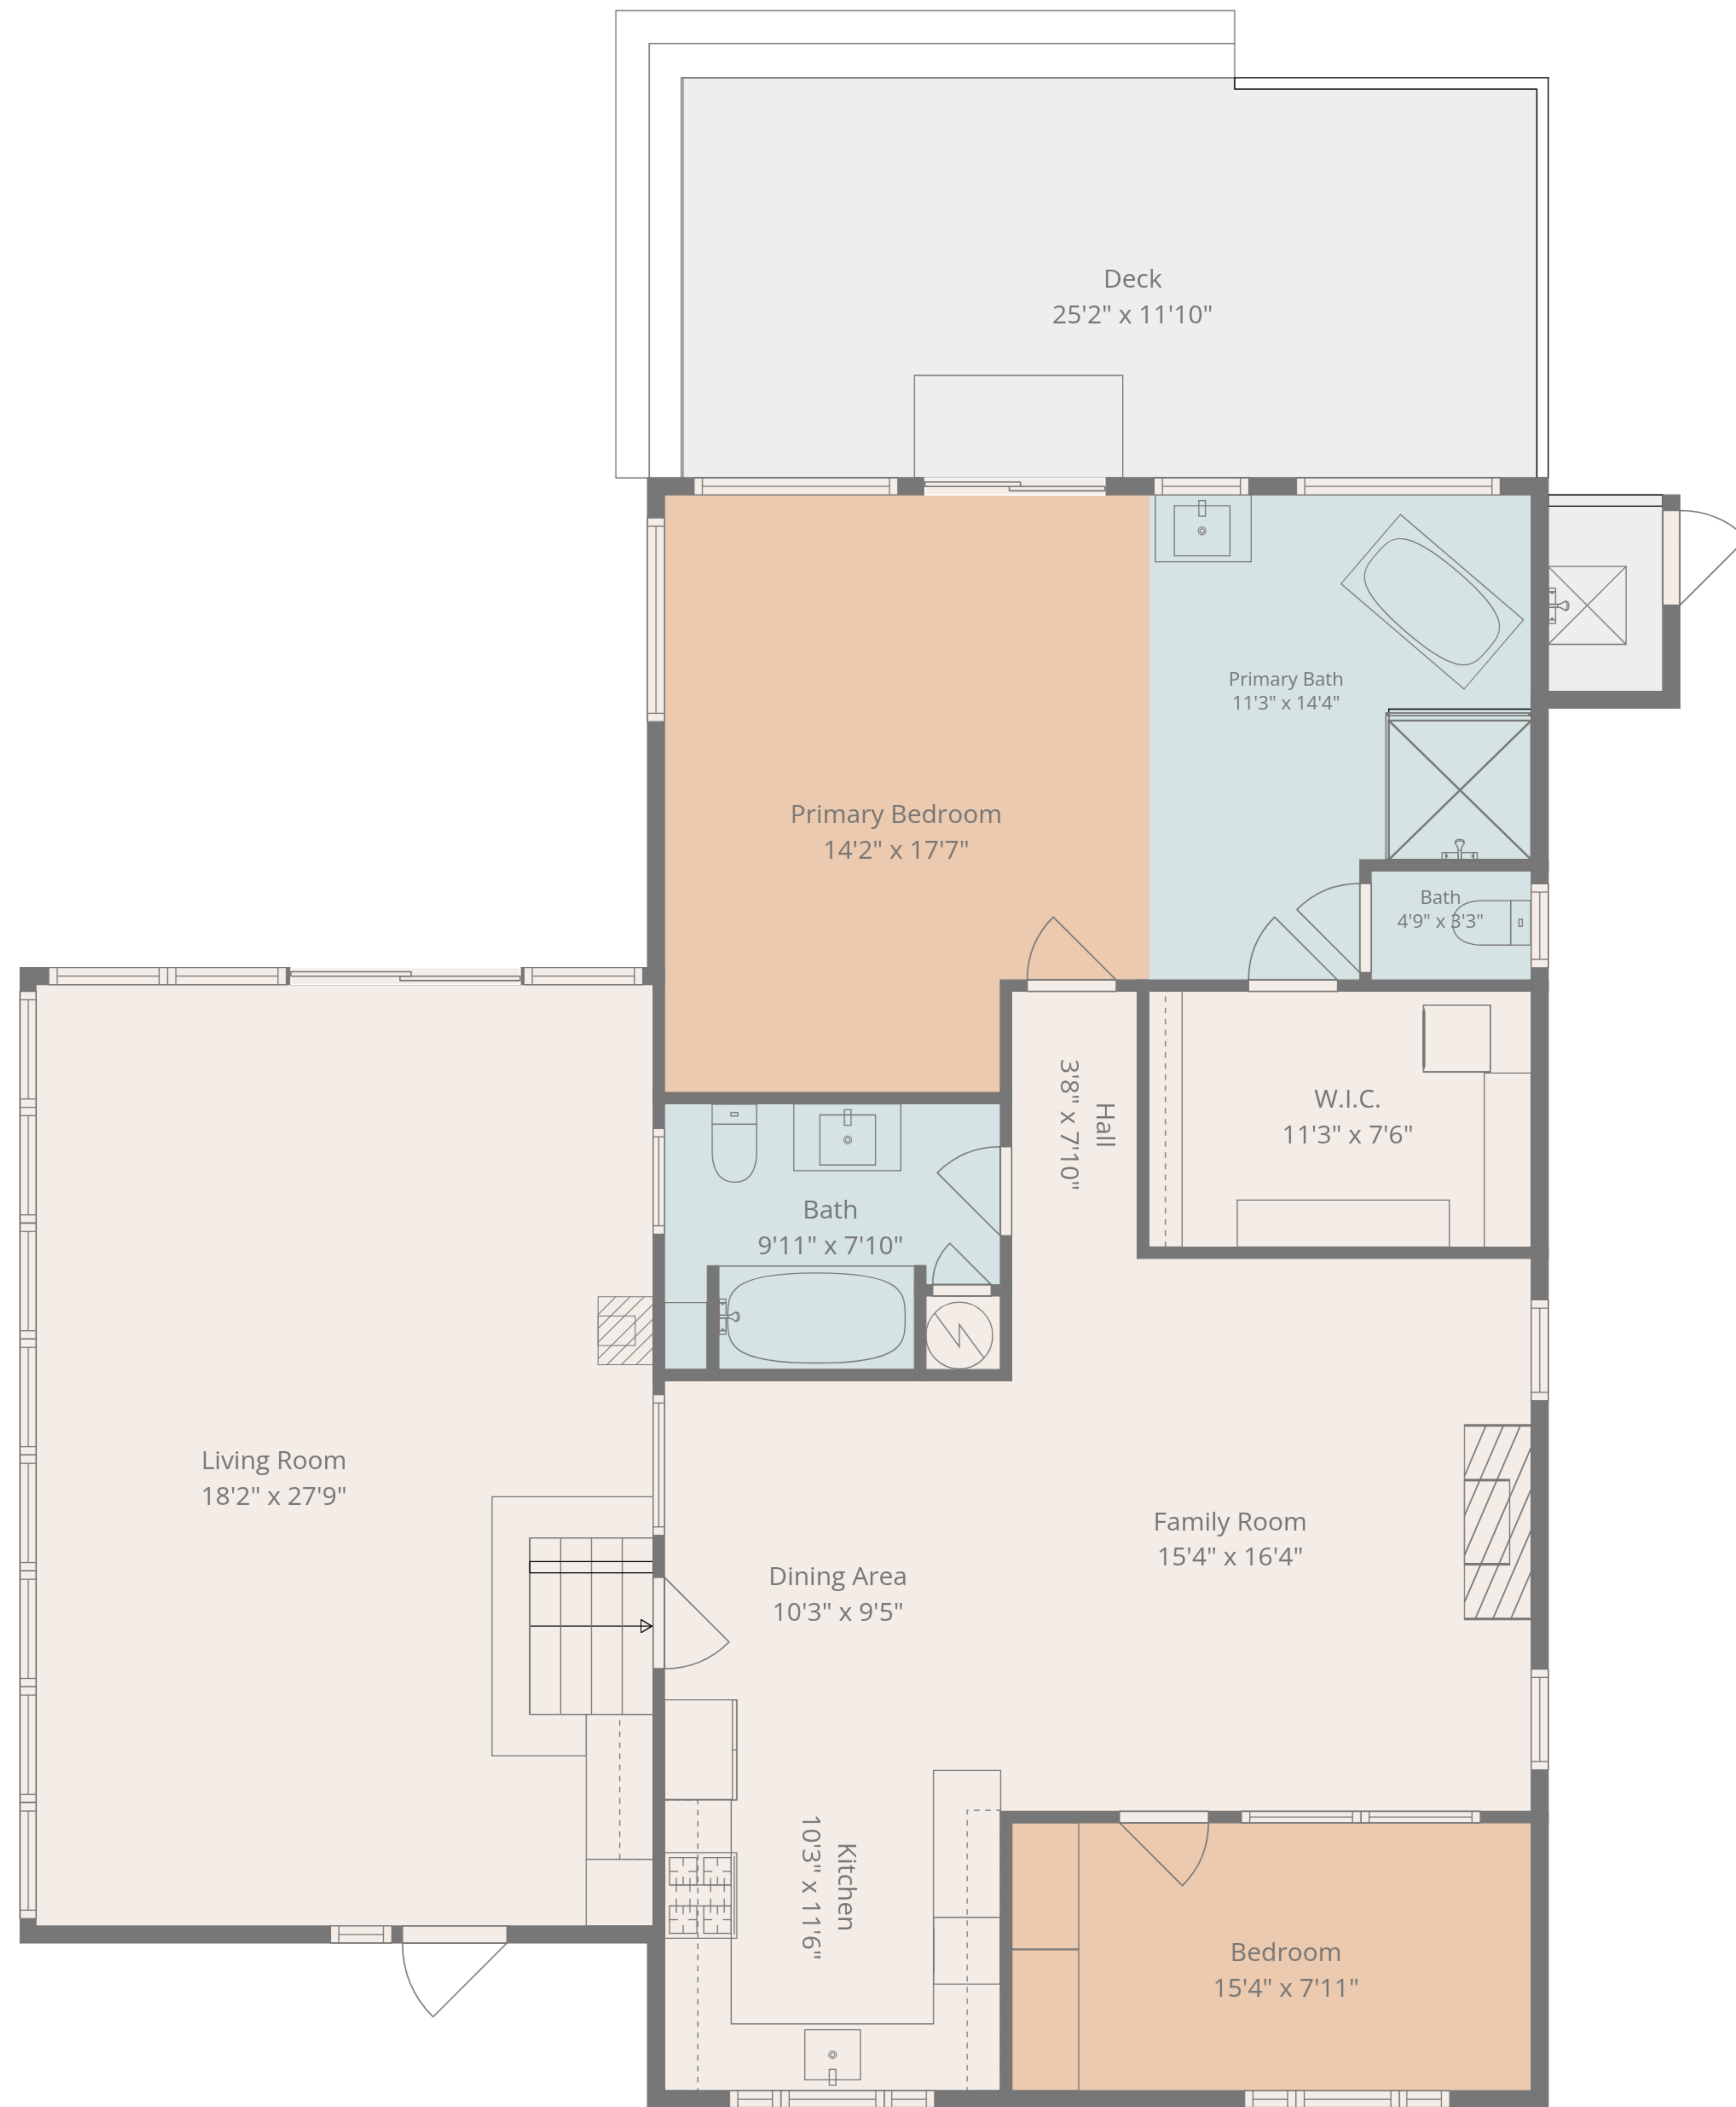 Deck
25'2" x 11'10"
Primary Bath
11'3" x 14'4"
Primary Bedroom
14'2" x 17'7"
Bath
4'9" x 3'3"
Hall
3'8" x 7'10"
W.I.C.
11'3" x 7'6"
Bath
9'11" x 7'10"
Living Room
18'2" x 27'9"
Family Room
15'4" x 16'4"
Dining Area
10'3" x 9'5"
Kitchen
10'3" x 11'6"
Bedroom
15'4" x 7'11"